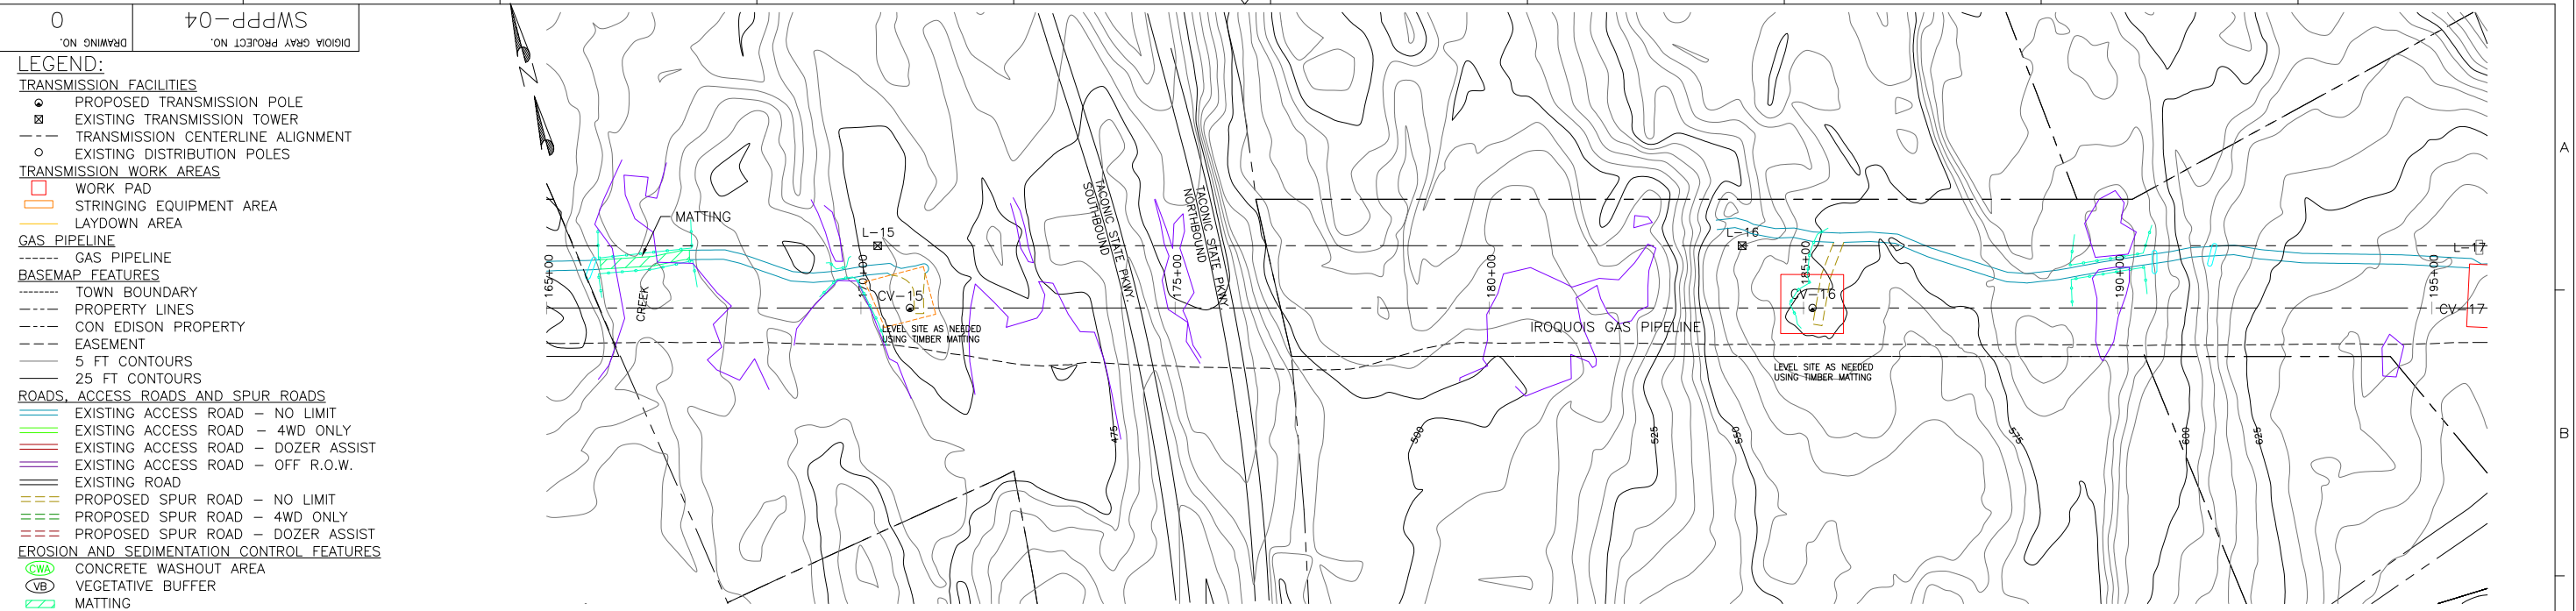 0
DRAWING NO.
SWPPP-04
DIGIOIA GRAY PROJECT NO.
LEGEND:
TRANSMISSION FACILITIES
PROPOSED TRANSMISSION POLE
EXISTING TRANSMISSION TOWER
TRANSMISSION CENTERLINE ALIGNMENT
EXISTING DISTRIBUTION POLES
TRANSMISSION WORK AREAS
WORK PAD
STRINGING EQUIPMENT AREA
LAYDOWN AREA
GAS PIPELINE
GAS PIPELINE
BASEMAP FEATURES
TOWN BOUNDARY
PROPERTY LINES
CON EDISON PROPERTY
EASEMENT
5 FT CONTOURS
25 FT CONTOURS
ROADS, ACCESS ROADS AND SPUR ROADS
EXISTING ACCESS ROAD – NO LIMIT
EXISTING ACCESS ROAD – 4WD ONLY
EXISTING ACCESS ROAD – DOZER ASSIST
EXISTING ACCESS ROAD – OFF R.O.W.
EXISTING ROAD
PROPOSED SPUR ROAD – NO LIMIT
PROPOSED SPUR ROAD – 4WD ONLY
PROPOSED SPUR ROAD – DOZER ASSIST
EROSION AND SEDIMENTATION CONTROL FEATURES
CWA CONCRETE WASHOUT AREA
VB VEGETATIVE BUFFER
MATTING
N
165+00
CREEK
MATTING
L-15
170+00
CV-15
LEVEL SITE AS NEEDED
USING TIMBER MATTING
TACONIC STATE PKWY.
SOUTHBOUND
475
175+00
TACONIC STATE PKWY.
NORTHBOUND
500
180+00
IROQUOIS GAS PIPELINE
525
550
L-16
185+00
CV-16
LEVEL SITE AS NEEDED
USING TIMBER MATTING
575
190+00
600
625
195+00
L-17
CV-17
A
B